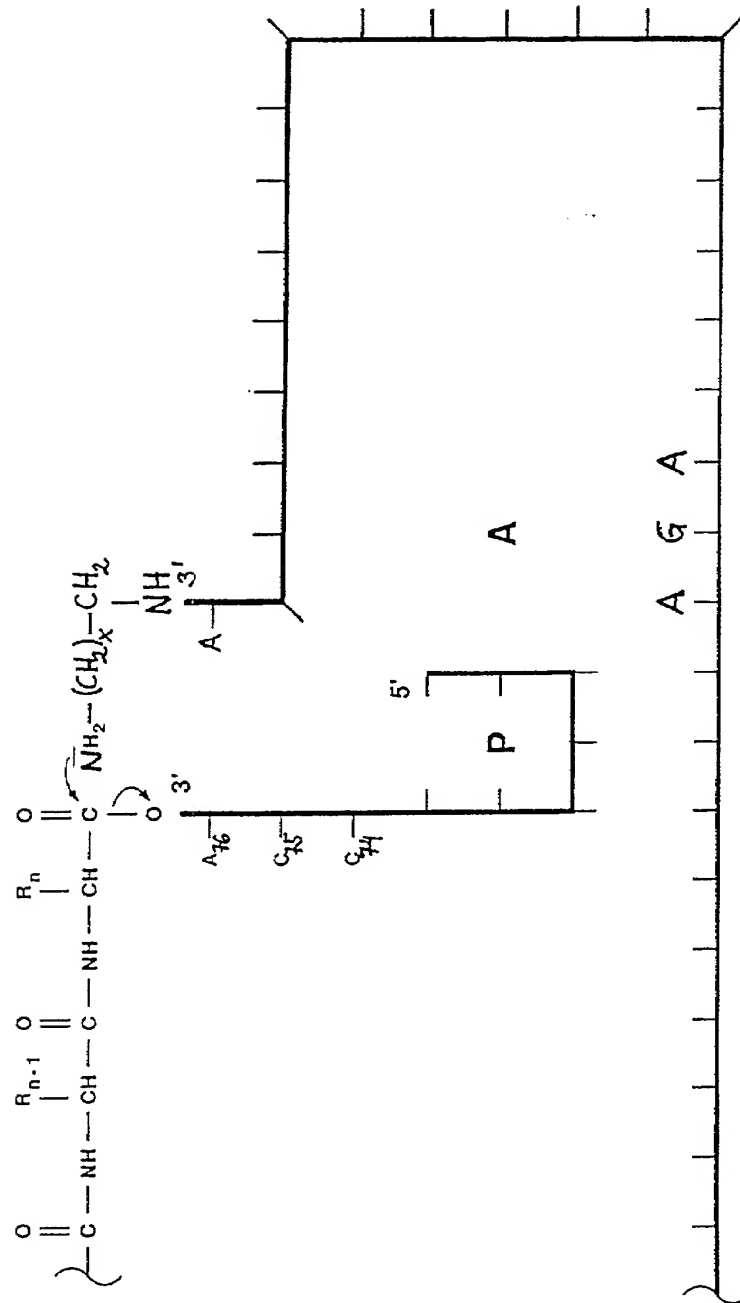 O R n-1 O R n O
C — NH — CH — C — NH — CH — C NH₂ — (CH₂)x — CH₂
O NH
3' 3'
A76 A
C75
C74
5'
P A
A G A